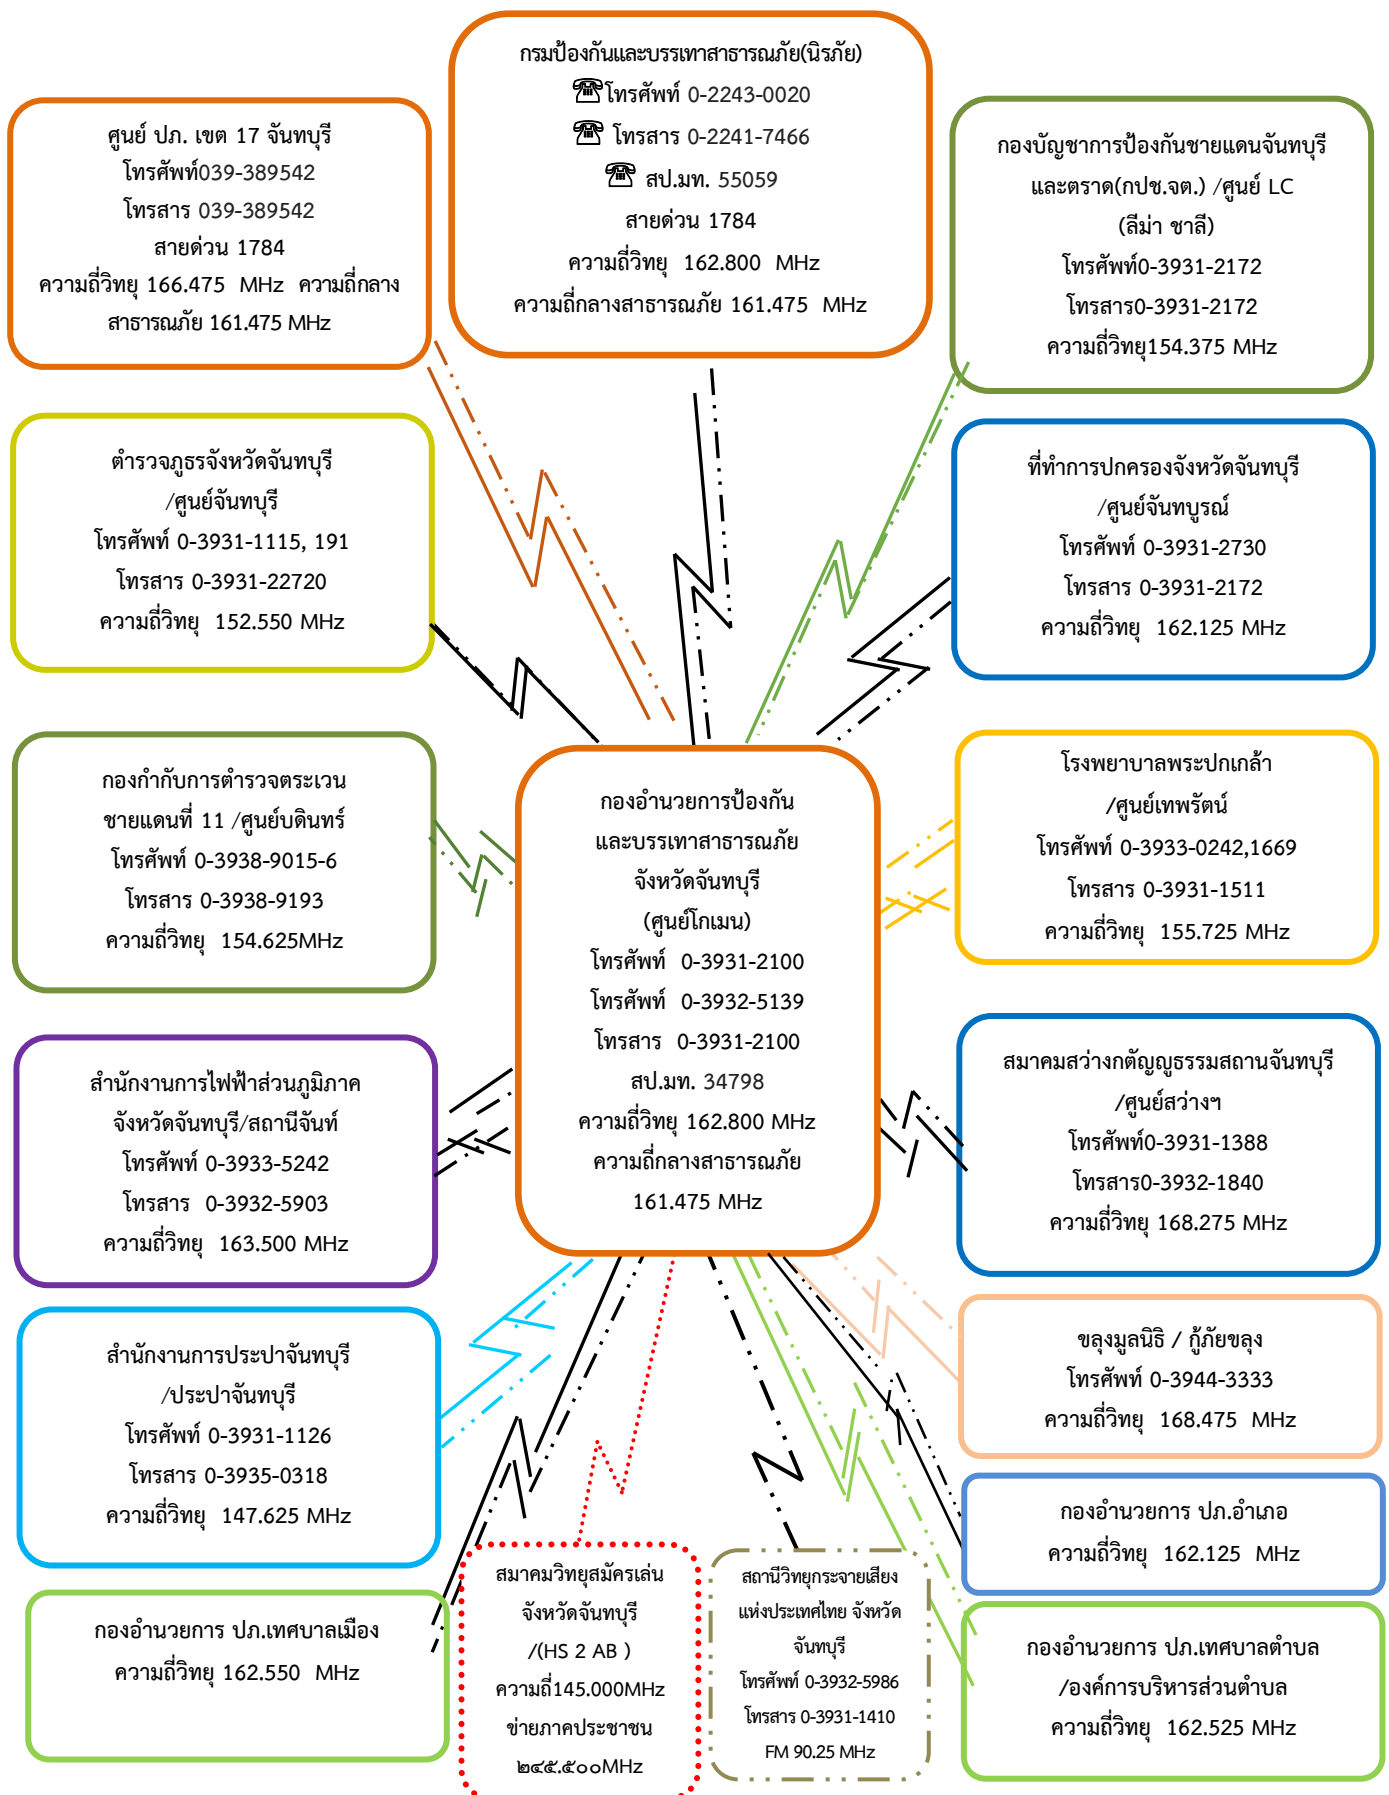 กรมป้องกันและบรรเทาสาธารณภัย(นิรภัย)
โทรศัพท์ 0-2243-0020
โทรสาร 0-2241-7466
สป.มท. 55059
สายด่วน 1784
ความถี่วิทยุ 162.800 MHz
ความถี่กลางสาธารณภัย 161.475 MHz
ศูนย์ ปภ. เขต 17 จันทบุรี
โทรศัพท์039-389542
โทรสาร 039-389542
สายด่วน 1784
ความถี่วิทยุ 166.475 MHz ความถี่กลาง
สาธารณภัย 161.475 MHz
กองบัญชาการป้องกันชายแดนจันทบุรี
และตราด(กปช.จต.) /ศูนย์ LC
(ลีม่า ชาลี)
โทรศัพท์0-3931-2172
โทรสาร0-3931-2172
ความถี่วิทยุ154.375 MHz
ตำรวจภูธรจังหวัดจันทบุรี
/ศูนย์จันทบุรี
โทรศัพท์ 0-3931-1115, 191
โทรสาร 0-3931-22720
ความถี่วิทยุ 152.550 MHz
ที่ทำการปกครองจังหวัดจันทบุรี
/ศูนย์จันทบูรณ์
โทรศัพท์ 0-3931-2730
โทรสาร 0-3931-2172
ความถี่วิทยุ 162.125 MHz
กองกำกับการตำรวจตระเวน
ชายแดนที่ 11 /ศูนย์บดินทร์
โทรศัพท์ 0-3938-9015-6
โทรสาร 0-3938-9193
ความถี่วิทยุ 154.625MHz
กองอำนวยการป้องกัน
และบรรเทาสาธารณภัย
จังหวัดจันทบุรี
(ศูนย์โกเมน)
โทรศัพท์ 0-3931-2100
โทรศัพท์ 0-3932-5139
โทรสาร 0-3931-2100
สป.มท. 34798
ความถี่วิทยุ 162.800 MHz
ความถี่กลางสาธารณภัย
161.475 MHz
โรงพยาบาลพระปกเกล้า
/ศูนย์เทพรัตน์
โทรศัพท์ 0-3933-0242,1669
โทรสาร 0-3931-1511
ความถี่วิทยุ 155.725 MHz
สำนักงานการไฟฟ้าส่วนภูมิภาค
จังหวัดจันทบุรี/สถานีจันท์
โทรศัพท์ 0-3933-5242
โทรสาร 0-3932-5903
ความถี่วิทยุ 163.500 MHz
สมาคมสว่างกตัญญูธรรมสถานจันทบุรี
/ศูนย์สว่างฯ
โทรศัพท์0-3931-1388
โทรสาร0-3932-1840
ความถี่วิทยุ 168.275 MHz
สำนักงานการประปาจันทบุรี
/ประปาจันทบุรี
โทรศัพท์ 0-3931-1126
โทรสาร 0-3935-0318
ความถี่วิทยุ 147.625 MHz
ขลุงมูลนิธิ / กู้ภัยขลุง
โทรศัพท์ 0-3944-3333
ความถี่วิทยุ 168.475 MHz
กองอำนวยการ ปภ.อำเภอ
ความถี่วิทยุ 162.125 MHz
กองอำนวยการ ปภ.เทศบาลเมือง
ความถี่วิทยุ 162.550 MHz
สมาคมวิทยุสมัครเล่น
จังหวัดจันทบุรี
/(HS 2 AB )
ความถี่145.000MHz
ข่ายภาคประชาชน
๒๔๕.๕๐๐MHz
สถานีวิทยุกระจายเสียง
แห่งประเทศไทย จังหวัด
จันทบุรี
โทรศัพท์ 0-3932-5986
โทรสาร 0-3931-1410
FM 90.25 MHz
กองอำนวยการ ปภ.เทศบาลตำบล
/องค์การบริหารส่วนตำบล
ความถี่วิทยุ 162.525 MHz